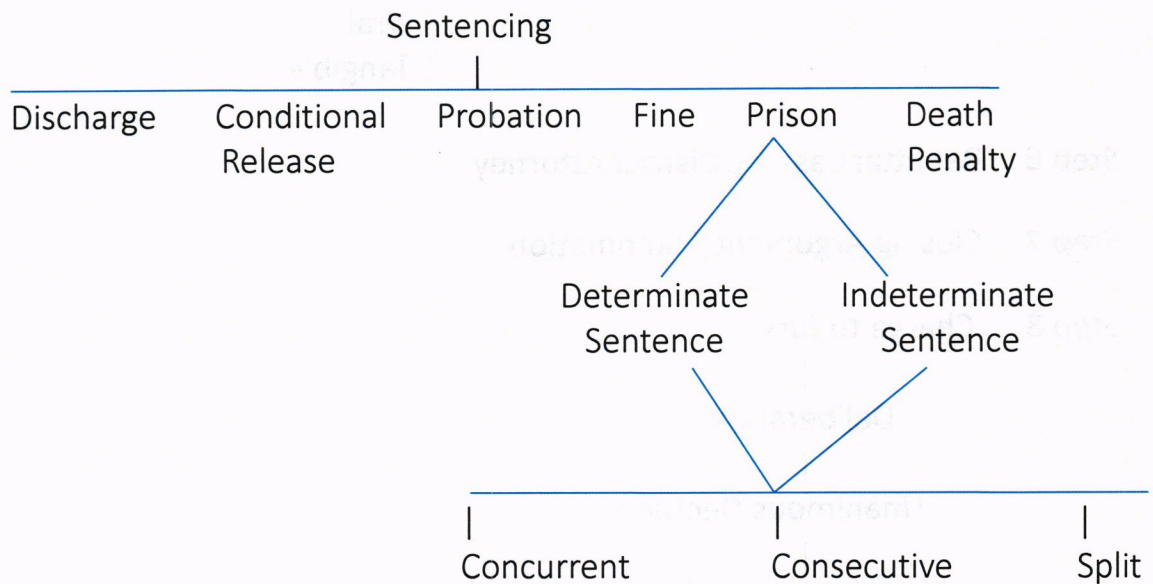 Sentencing
Discharge Conditional Release Probation Fine Prison Death Penalty
Determinate Sentence Indeterminate Sentence
Concurrent Consecutive Split